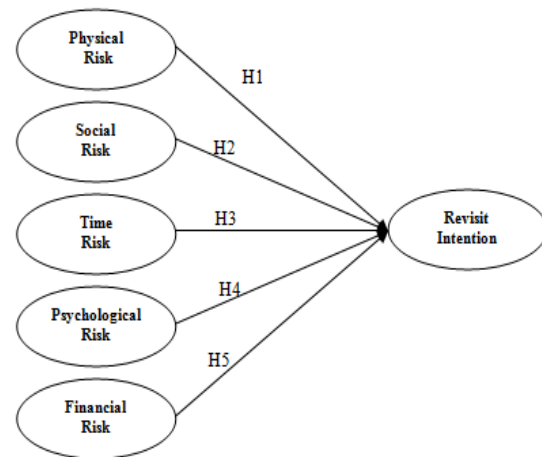 Physical
Risk
H1
Social
Risk
H2
Time
Risk
H3
Revisit
Intention
Psychological
Risk
H4
Financial
Risk
H5